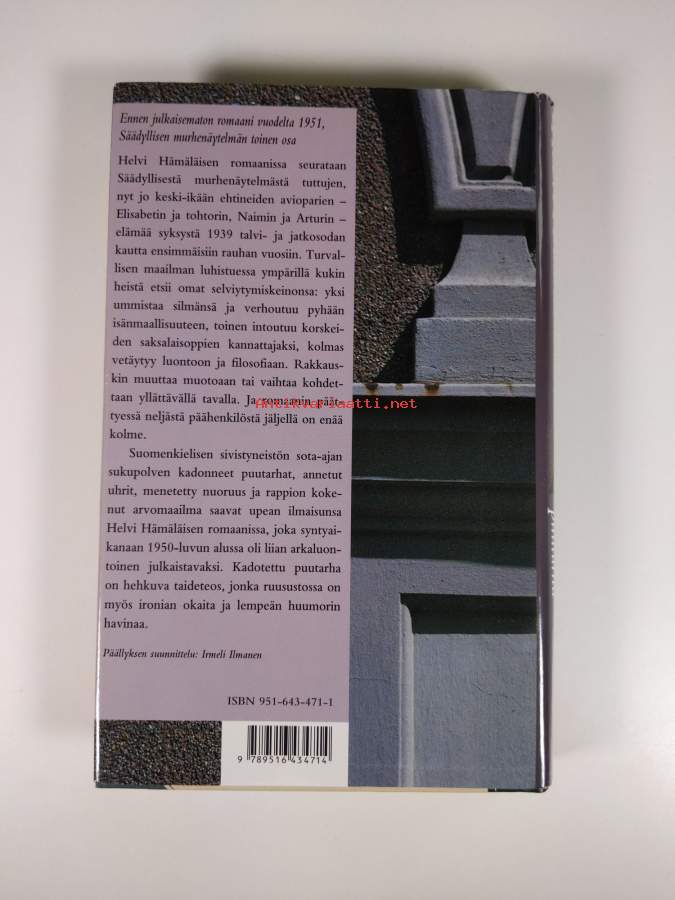 Ennen julkaisematon romaani vuodelta 1951,
Säädyllisen murhenäytelmän toinen osa
Helvi Hämäläisen romaanissa seurataan
Säädyllisestä murhenäytelmästä tuttujen,
nyt jo keski-ikään ehtineiden avioparien –
Elisabetin ja tohtorin, Naimin ja Arturin –
elämää syksystä 1939 talvi- ja jatkosodan
kautta ensimmäisiin rauhan vuosiin. Turval-
lisen maailman luhistuessa ympärillä kukin
heistä etsii omat selviytymiskeinonsa: yksi
ummistaa silmänsä ja verhoutuu pyhään
isänmaallisuuteen, toinen intoutuu korskei-
den saksalaisoppien kannattajaksi, kolmas
vetäytyy luontoon ja filosofiaan. Rakkaus-
kin muuttaa muotoaan tai vaihtaa kohdet-
taan yllättävällä tavalla. Ja romaanin päät-
tyessä neljästä päähenkilöstä jäljellä on enää
kolme.
Suomenkielisen sivistyneistön sota-ajan
sukupolven kadonneet puutarhat, annetut
uhrit, menetetty nuoruus ja rappion koke-
nut arvomaailma saavat upean ilmaisunsa
Helvi Hämäläisen romaanissa, joka syntyai-
kanaan 1950-luvun alussa oli liian arkaluon-
toinen julkaistavaksi. Kadotettu puutarha
on hehkuva taideteos, jonka ruusustossa on
myös ironian okaita ja lempeän huumorin
havinaa.
Päällyksen suunnittelu: Irmeli Ilmanen
ISBN 951-643-471-1
9 789516 434714
Antikvariaatti.net